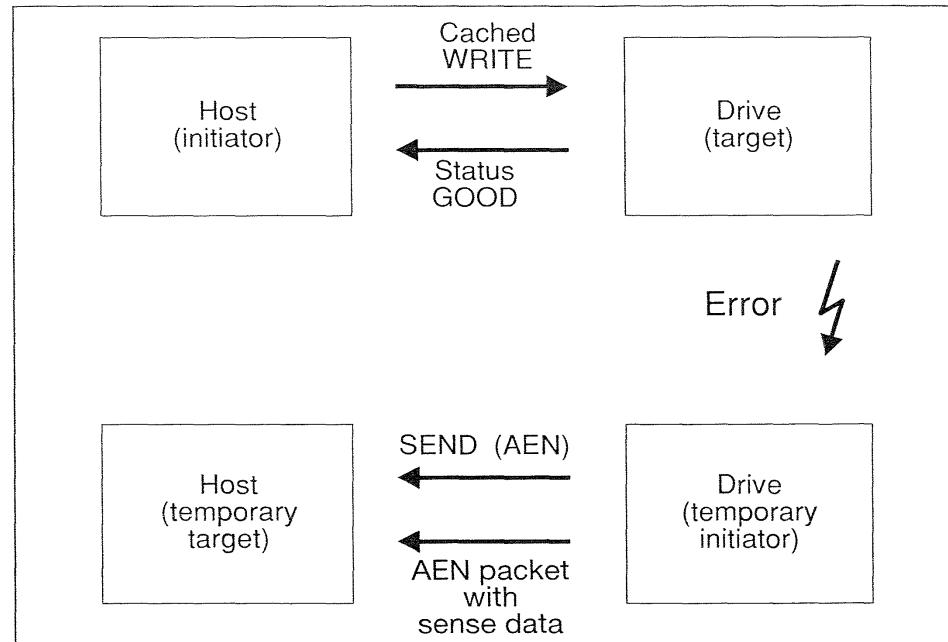 Cached
WRITE
Host
(initiator)
Drive
(target)
Status
GOOD
Error
SEND (AEN)
Host
(temporary
target)
Drive
(temporary
initiator)
AEN packet
with
sense data